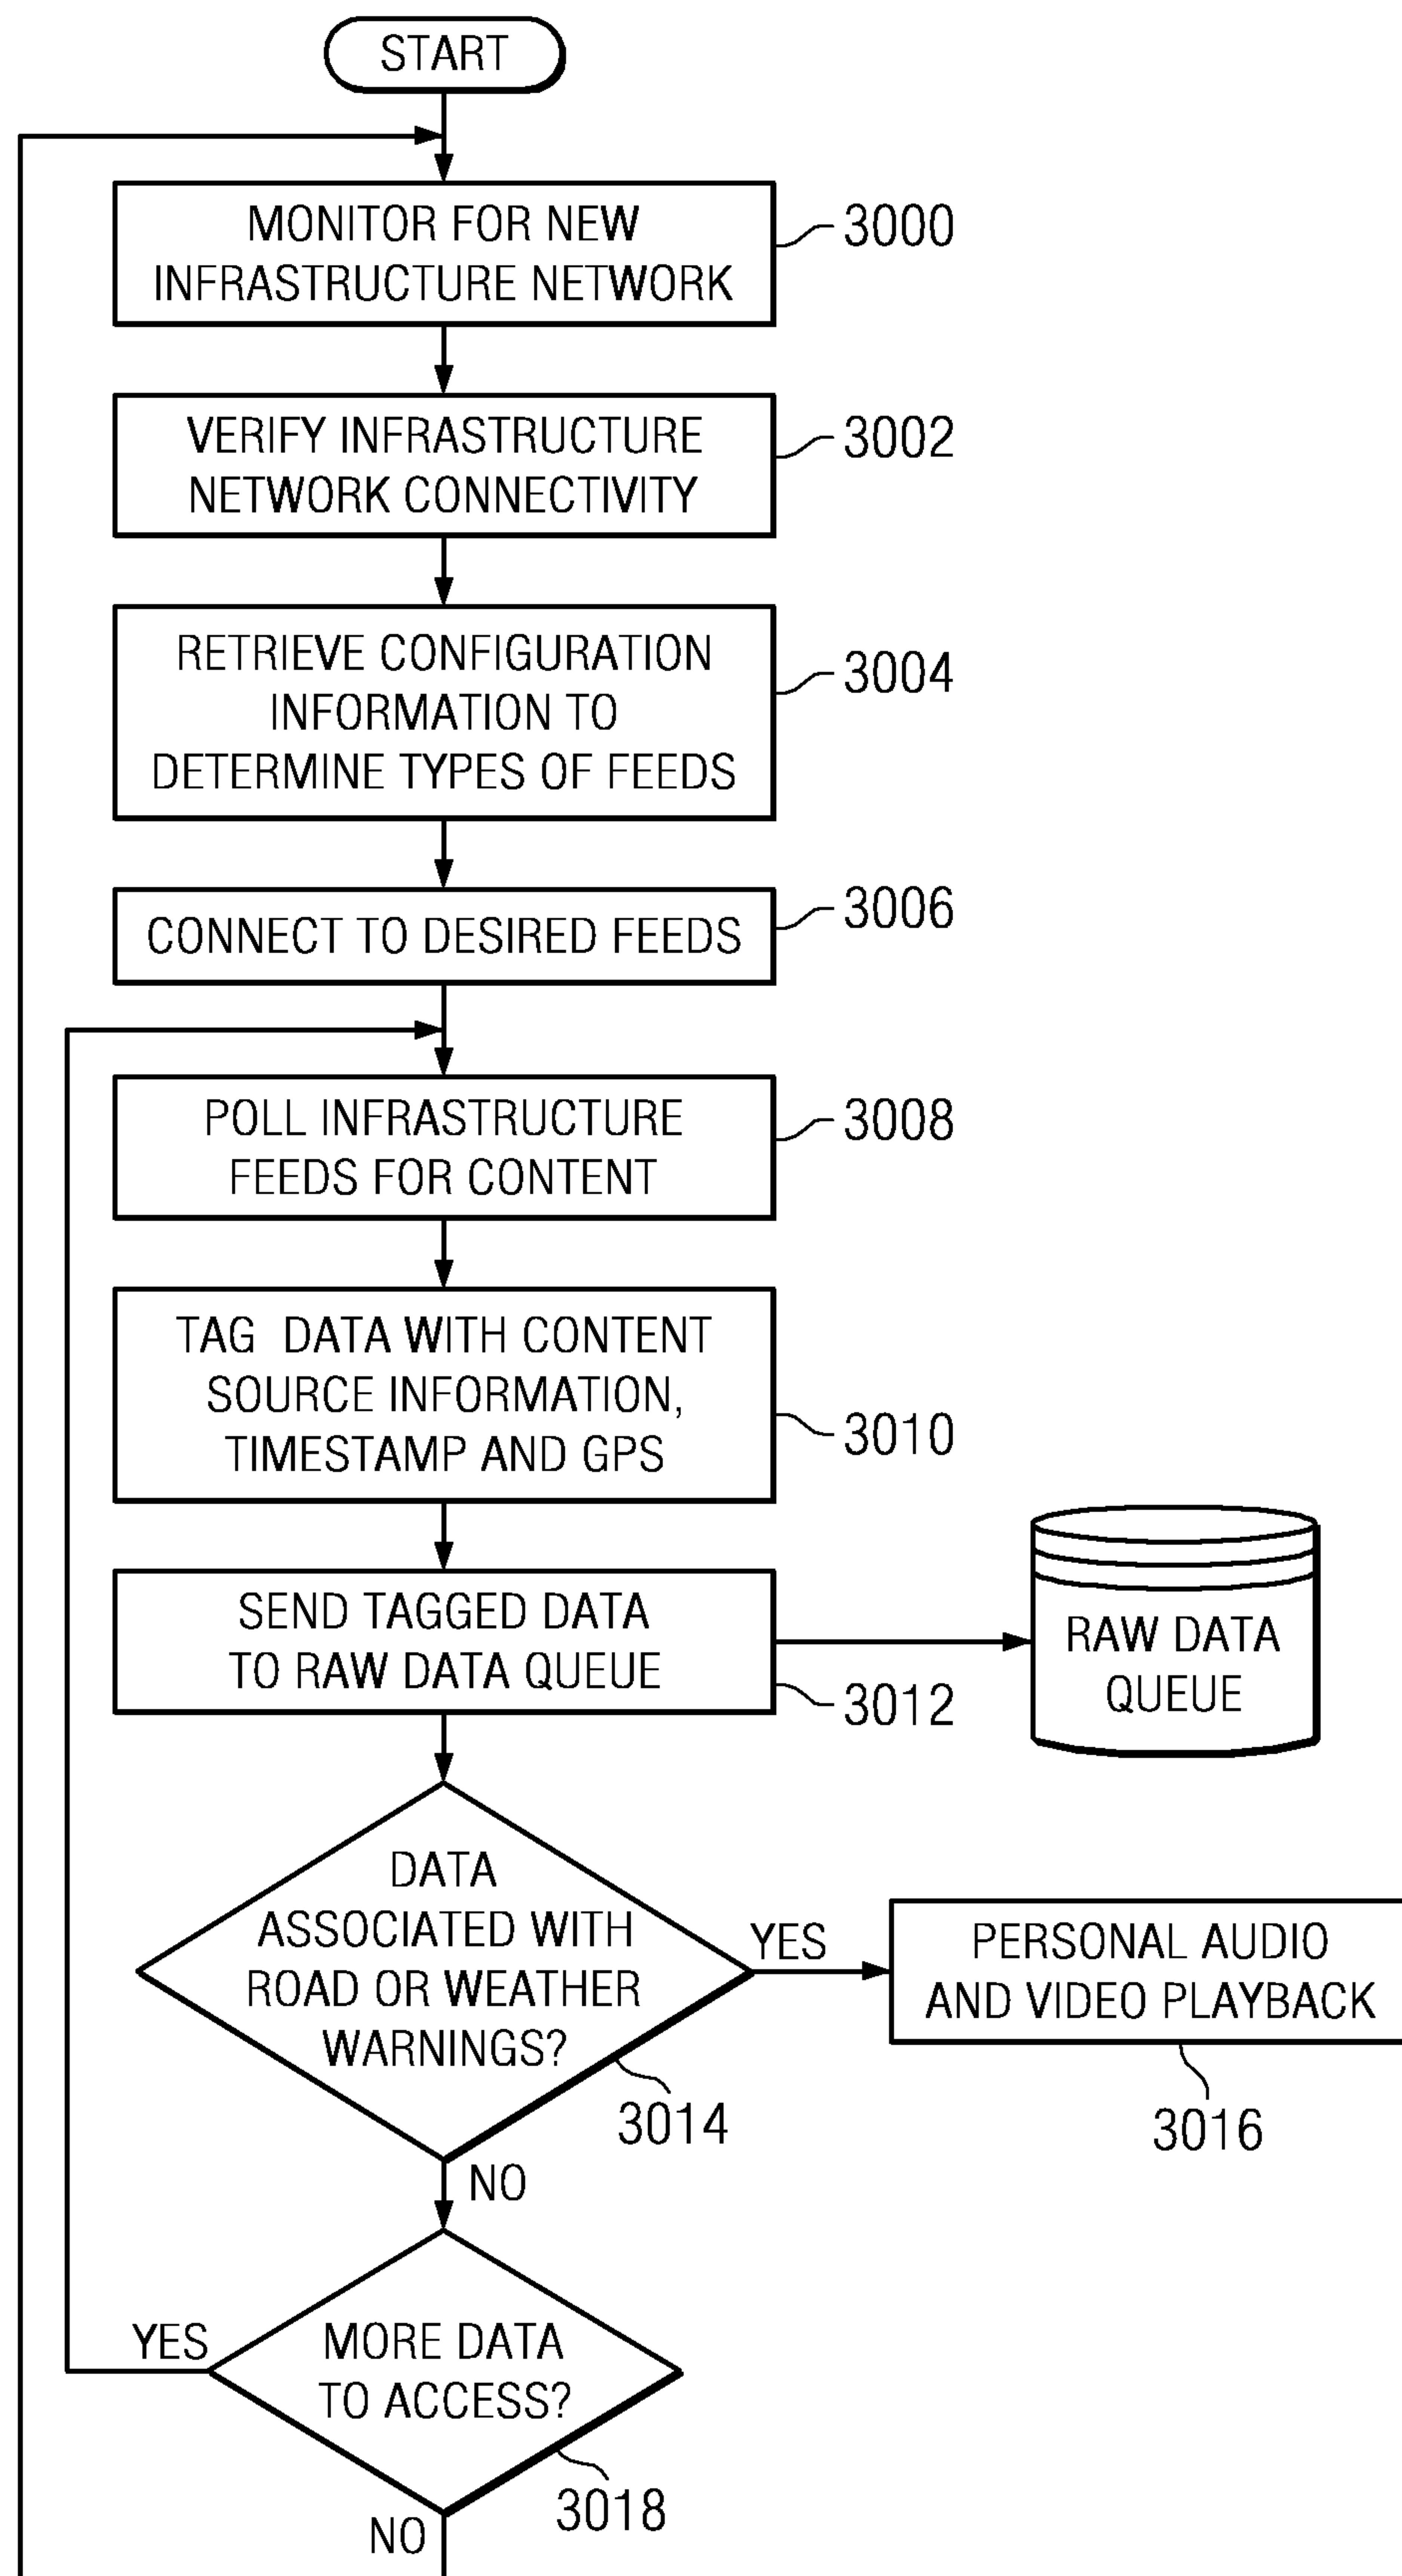 START
MONITOR FOR NEW
INFRASTRUCTURE NETWORK
3000
VERIFY INFRASTRUCTURE
NETWORK CONNECTIVITY
3002
RETRIEVE CONFIGURATION
INFORMATION TO
DETERMINE TYPES OF FEEDS
3004
CONNECT TO DESIRED FEEDS
3006
POLL INFRASTRUCTURE
FEEDS FOR CONTENT
3008
TAG DATA WITH CONTENT
SOURCE INFORMATION,
TIMESTAMP AND GPS
3010
SEND TAGGED DATA
TO RAW DATA QUEUE
3012
RAW DATA
QUEUE
DATA
ASSOCIATED WITH
ROAD OR WEATHER
WARNINGS?
3014
YES
PERSONAL AUDIO
AND VIDEO PLAYBACK
3016
NO
MORE DATA
TO ACCESS?
3018
YES
NO